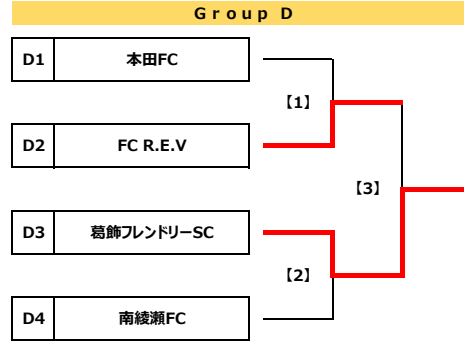 Group D
D1 本田FC
【1】
D2 FC R.E.V
【3】
D3 葛飾フレンドリーSC
【2】
D4 南綾瀬FC